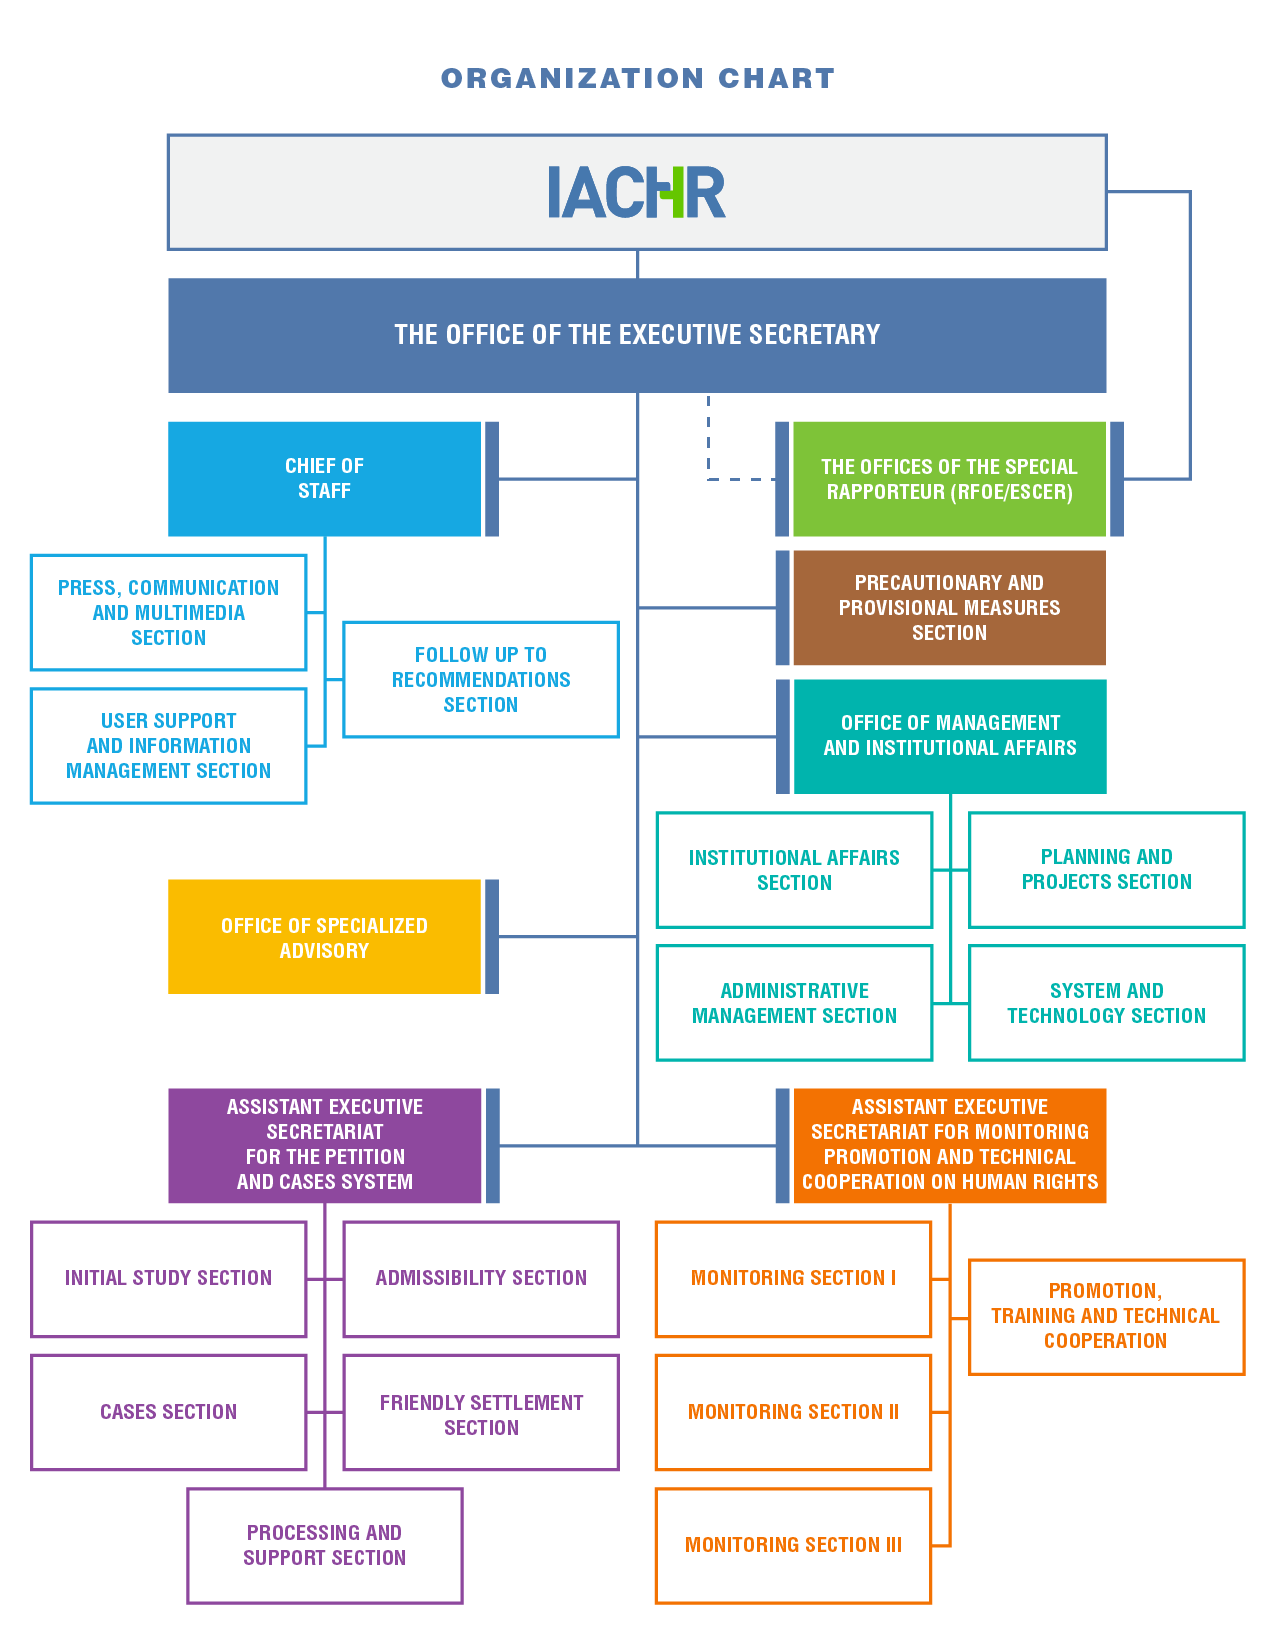 ORGANIZATION CHART
IACHR
THE OFFICE OF THE EXECUTIVE SECRETARY
CHIEF OF
STAFF
THE OFFICES OF THE SPECIAL
RAPPORTEUR (RFOE/ESCER)
PRESS, COMMUNICATION
AND MULTIMEDIA
SECTION
FOLLOW UP TO
RECOMMENDATIONS
SECTION
USER SUPPORT
AND INFORMATION
MANAGEMENT SECTION
PRECAUTIONARY AND
PROVISIONAL MEASURES
SECTION
OFFICE OF MANAGEMENT
AND INSTITUTIONAL AFFAIRS
INSTITUTIONAL AFFAIRS
SECTION
PLANNING AND
PROJECTS SECTION
ADMINISTRATIVE
MANAGEMENT SECTION
SYSTEM AND
TECHNOLOGY SECTION
OFFICE OF SPECIALIZED
ADVISORY
ASSISTANT EXECUTIVE
SECRETARIAT
FOR THE PETITION
AND CASES SYSTEM
INITIAL STUDY SECTION
ADMISSIBILITY SECTION
CASES SECTION
FRIENDLY SETTLEMENT
SECTION
PROCESSING AND
SUPPORT SECTION
ASSISTANT EXECUTIVE
SECRETARIAT FOR MONITORING
PROMOTION AND TECHNICAL
COOPERATION ON HUMAN RIGHTS
MONITORING SECTION I
PROMOTION,
TRAINING AND TECHNICAL
COOPERATION
MONITORING SECTION II
MONITORING SECTION III